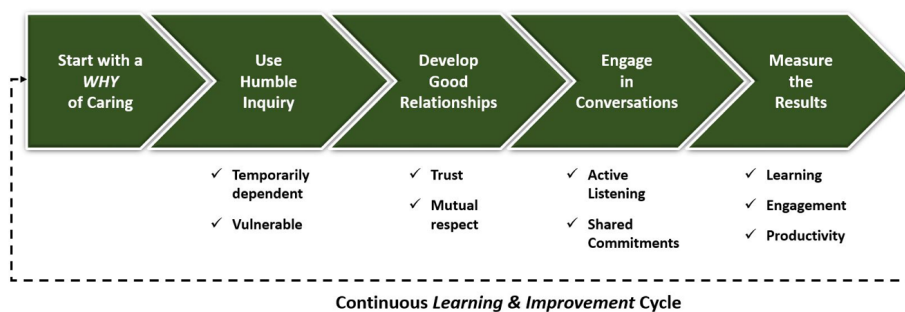 Start with a
WHY
of Caring
Use
Humble
Inquiry
Develop
Good
Relationships
Engage
in
Conversations
Measure
the
Results
✓ Temporarily
dependent
✓ Vulnerable
✓ Trust
✓ Mutual
respect
✓ Active
Listening
✓ Shared
Commitments
✓ Learning
✓ Engagement
✓ Productivity
Continuous Learning & Improvement Cycle